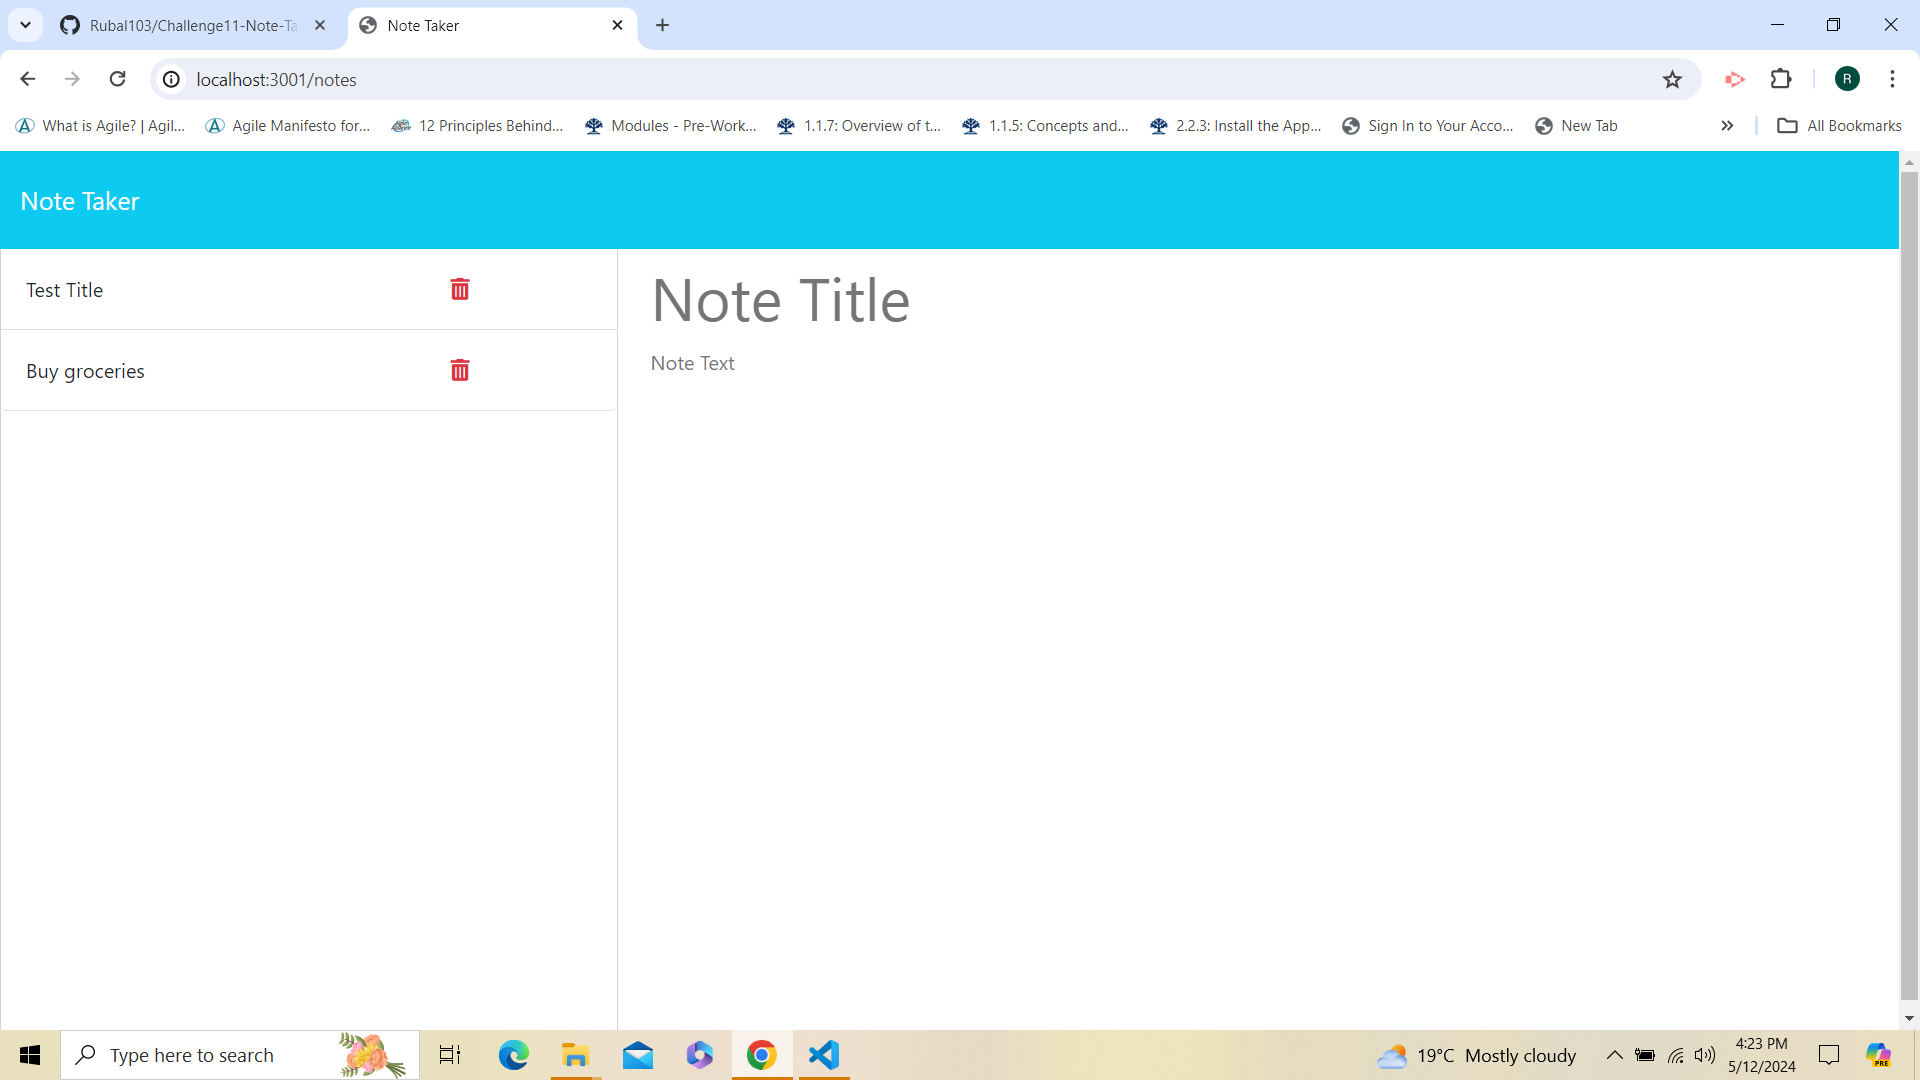 Rubal103/Challenge11-Note-Ta
Note Taker
localhost:3001/notes
R
What is Agile? | Agil...
Agile Manifesto for...
12 Principles Behind...
Modules - Pre-Work...
1.1.7: Overview of t...
1.1.5: Concepts and...
2.2.3: Install the App...
Sign In to Your Acco...
New Tab
All Bookmarks
Note Taker
Test Title
Buy groceries
Note Title
Note Text
Type here to search
19°C Mostly cloudy
4:23 PM
5/12/2024
PRE